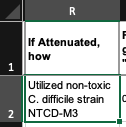 R
If Attenuated,
how
1
Utilized non-toxic
C. difficile strain
NTCD-M3
2